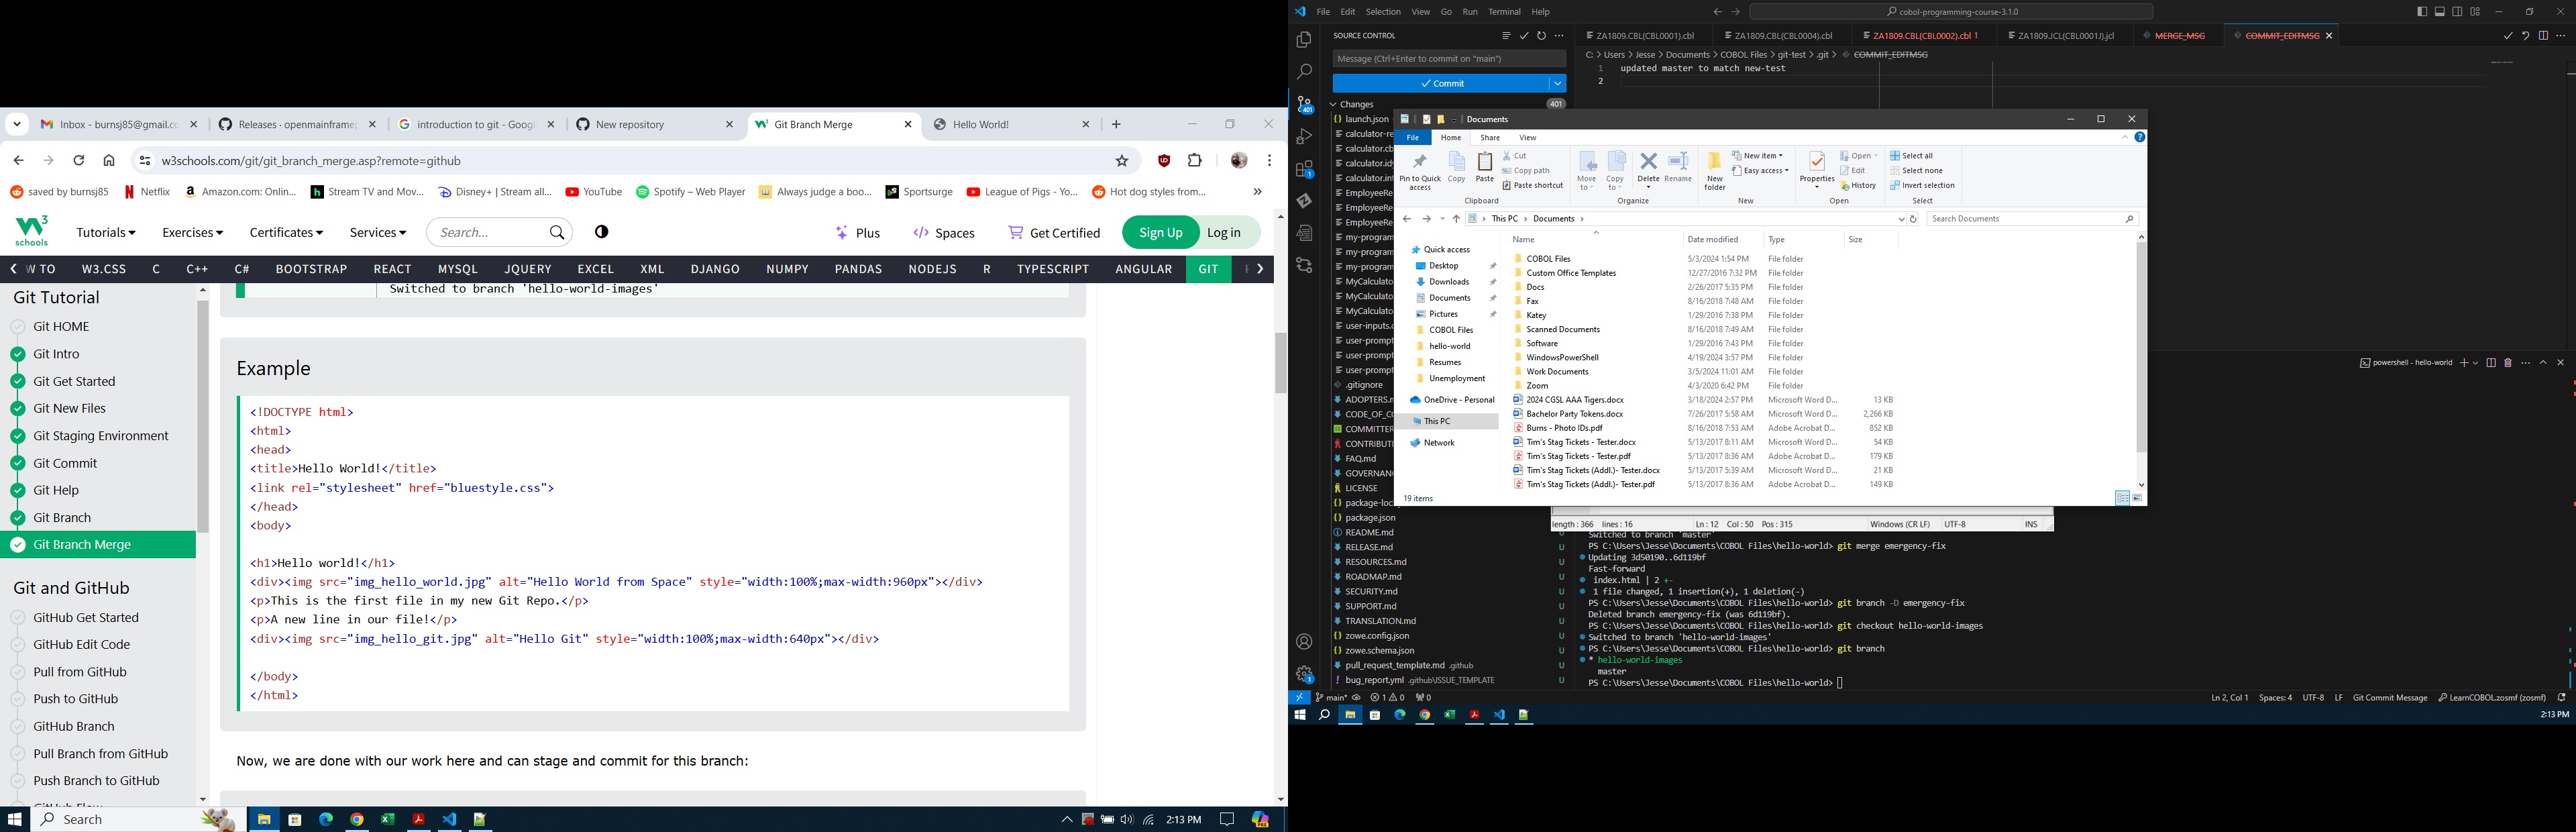 Inbox - burnsj85@gmail.co
Releases · openmainframe
introduction to git - Googl
New repository
Git Branch Merge
Hello World!
w3schools.com/git/git_branch_merge.asp?remote=github
saved by burnsj85
Netflix
Amazon.com: Onlin...
Stream TV and Mov...
Disney+ | Stream all...
YouTube
Spotify – Web Player
Always judge a boo...
Sportsurge
League of Pigs - Yo...
Hot dog styles from...
W3 schools
Tutorials
Exercises
Certificates
Services
Search...
Plus
Spaces
Get Certified
Sign Up
Log in
W TO
W3.CSS
C
C++
C#
BOOTSTRAP
REACT
MYSQL
JQUERY
EXCEL
XML
DJANGO
NUMPY
PANDAS
NODEJS
R
TYPESCRIPT
ANGULAR
GIT
Git Tutorial
Git HOME
Git Intro
Git Get Started
Git New Files
Git Staging Environment
Git Commit
Git Help
Git Branch
Git Branch Merge
Git and GitHub
GitHub Get Started
GitHub Edit Code
Pull from GitHub
Push to GitHub
GitHub Branch
Pull Branch from GitHub
Push Branch to GitHub
GitHub Flow
Switched to branch 'hello-world-images'
Example
<!DOCTYPE html>
<html>
<head>
<title>Hello World!</title>
<link rel="stylesheet" href="bluestyle.css">
</head>
<body>
<h1>Hello world!</h1>
<div><img src="img_hello_world.jpg" alt="Hello World from Space" style="width:100%;max-width:960px"></div>
<p>This is the first file in my new Git Repo.</p>
<p>A new line in our file!</p>
<div><img src="img_hello_git.jpg" alt="Hello Git" style="width:100%;max-width:640px"></div>
</body>
</html>
Now, we are done with our work here and can stage and commit for this branch:
Search
2:13 PM
File Edit Selection View Go Run Terminal Help
cobol-programming-course-3.1.0
SOURCE CONTROL
Message (Ctrl+Enter to commit on "main")
Commit
Changes
401
launch.json
calculator-re
calculator.cb
calculator.id
calculator.in
EmployeeRe
EmployeeRe
EmployeeRe
my-program
my-program
my-program
MyCalculato
MyCalculato
MyCalculato
user-inputs.c
user-prompt
user-prompt
user-prompt
.gitignore
ADOPTERS.m
CODE_OF_CO
COMMITTER
CONTRIBUTI
FAQ.md
GOVERNAN
LICENSE
package-loc
package.json
README.md U
RELEASE.md U
RESOURCES.md U
ROADMAP.md U
SECURITY.md U
SUPPORT.md U
TRANSLATION.md U
zowe.config.json U
zowe.schema.json U
pull_request_template.md .github U
bug_report.yml .github\ISSUE_TEMPLATE U
ZA1809.CBL(CBL0001).cbl
ZA1809.CBL(CBL0004).cbl
ZA1809.CBL(CBL0002).cbl 1
ZA1809.JCL(CBL0001J).jcl
MERGE_MSG
COMMIT_EDITMSG
C: > Users > Jesse > Documents > COBOL Files > git-test > .git > COMMIT_EDITMSG
1 updated master to match new-test
2
Documents
File Home Share View
Pin to Quick access
Copy
Paste
Cut
Copy path
Paste shortcut
Clipboard
Move to
Copy to
Delete
Rename
Organize
New folder
New item
Easy access
New
Properties
Open
Edit
History
Open
Select all
Select none
Invert selection
Select
This PC > Documents >
Search Documents
Quick access
Desktop
Downloads
Documents
Pictures
COBOL Files
hello-world
Resumes
Unemployment
OneDrive - Personal
This PC
Network
Name Date modified Type Size
COBOL Files 5/3/2024 1:54 PM File folder
Custom Office Templates 12/27/2016 7:32 PM File folder
Docs 2/26/2017 5:35 PM File folder
Fax 8/16/2018 7:48 AM File folder
Katey 1/29/2016 7:38 PM File folder
Scanned Documents 8/16/2018 7:49 AM File folder
Software 1/29/2016 7:43 PM File folder
WindowsPowerShell 4/19/2024 3:57 PM File folder
Work Documents 3/5/2024 11:01 AM File folder
Zoom 4/3/2020 6:42 PM File folder
2024 CGSL AAA Tigers.docx 3/18/2024 2:57 PM Microsoft Word D... 13 KB
Bachelor Party Tokens.docx 7/26/2017 5:58 AM Microsoft Word D... 2,266 KB
Burns - Photo IDs.pdf 8/16/2018 7:53 AM Adobe Acrobat D... 852 KB
Tim's Stag Tickets - Tester.docx 5/13/2017 8:11 AM Microsoft Word D... 54 KB
Tim's Stag Tickets - Tester.pdf 5/13/2017 8:36 AM Adobe Acrobat D... 179 KB
Tim's Stag Tickets (Addl.)- Tester.docx 5/13/2017 5:39 AM Microsoft Word D... 21 KB
Tim's Stag Tickets (Addl.)- Tester.pdf 5/13/2017 8:36 AM Adobe Acrobat D... 149 KB
19 items
length : 366 lines : 16 Ln : 12 Col : 50 Pos : 315 Windows (CR LF) UTF-8 INS
powershell - hello-world
Switched to branch 'master'
PS C:\Users\Jesse\Documents\COBOL Files\hello-world> git merge emergency-fix
Updating 3d50190..6d119bf
Fast-forward
index.html | 2 +-
1 file changed, 1 insertion(+), 1 deletion(-)
PS C:\Users\Jesse\Documents\COBOL Files\hello-world> git branch -D emergency-fix
Deleted branch emergency-fix (was 6d119bf).
PS C:\Users\Jesse\Documents\COBOL Files\hello-world> git checkout hello-world-images
Switched to branch 'hello-world-images'
PS C:\Users\Jesse\Documents\COBOL Files\hello-world> git branch
* hello-world-images
master
PS C:\Users\Jesse\Documents\COBOL Files\hello-world>
main* 1 0 0
Ln 2, Col 1 Spaces: 4 UTF-8 LF Git Commit Message LearnCOBOL.zosmf (zosmf)
2:13 PM